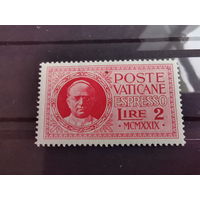 POSTE
VATICANE
ESPRESSO
LIRE 2
MCMXXIX